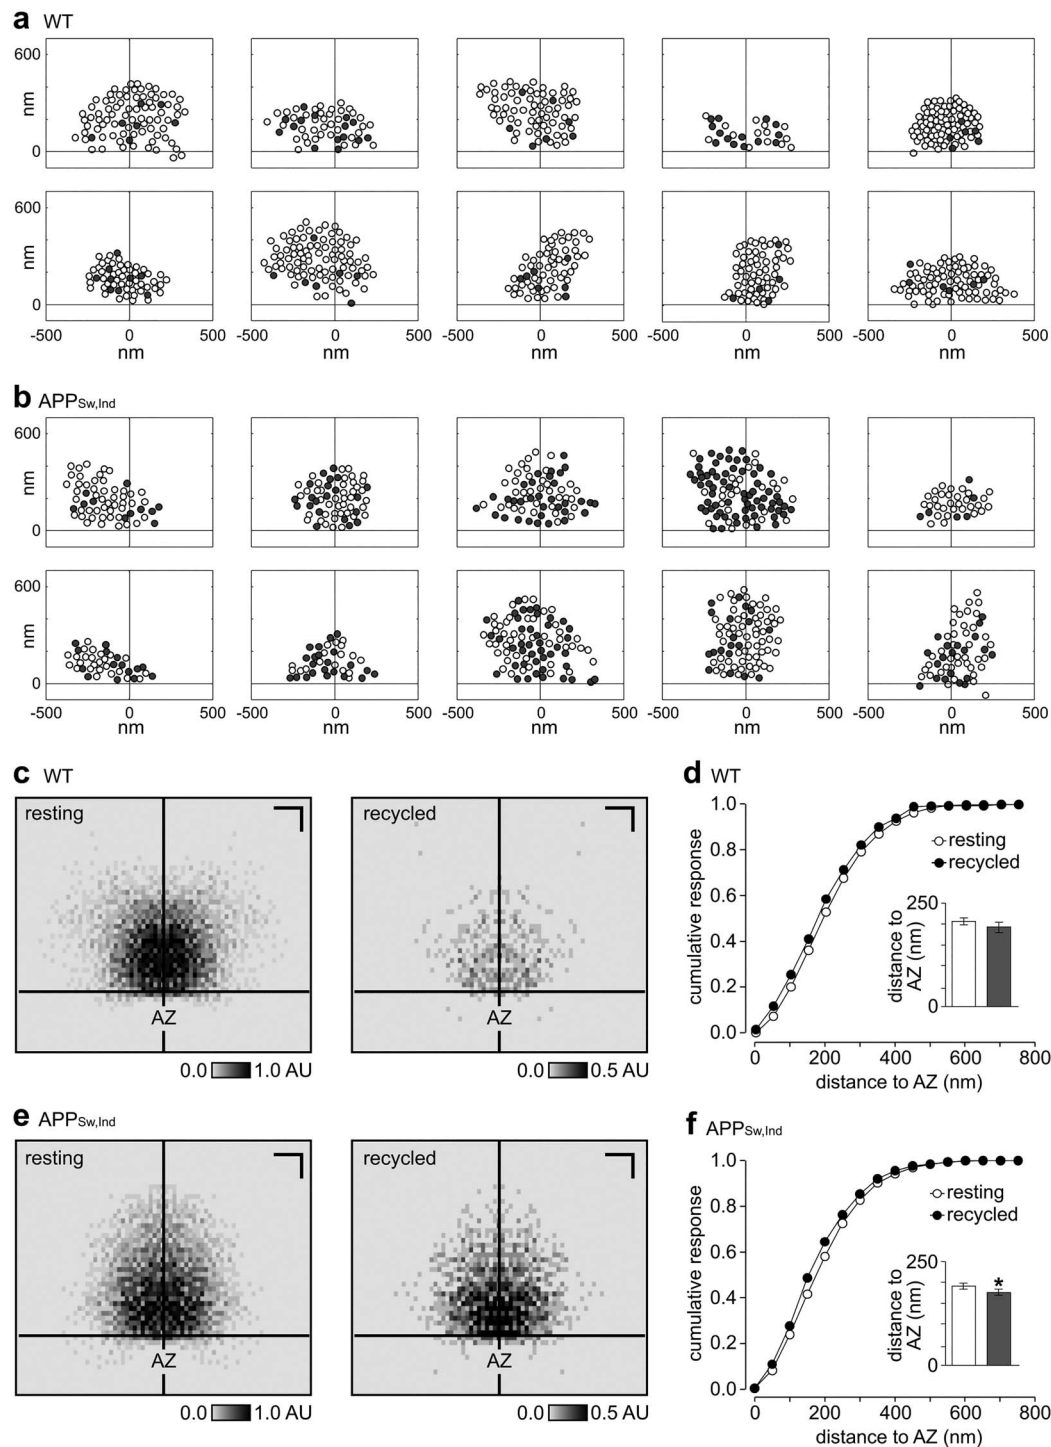 a WT
600
nm
0
600
nm
0
-500 0 500 -500 0 500 -500 0 500 -500 0 500 -500 0 500
nm nm nm nm nm
b APPSw,Ind
600
nm
0
600
nm
0
-500 0 500 -500 0 500 -500 0 500 -500 0 500 -500 0 500
nm nm nm nm nm
c WT
resting
AZ
0.0 1.0 AU
recycled
AZ
0.0 0.5 AU
d WT
cumulative response
1.0
0.8
0.6
0.4
0.2
0.0
resting
recycled
distance to
AZ (nm)
250
0
0 200 400 600 800
distance to AZ (nm)
e APPSw,Ind
resting
AZ
0.0 1.0 AU
recycled
AZ
0.0 0.5 AU
f APPSw,Ind
cumulative response
1.0
0.8
0.6
0.4
0.2
0.0
resting
recycled
distance to
AZ (nm)
250
0
*
0 200 400 600 800
distance to AZ (nm)